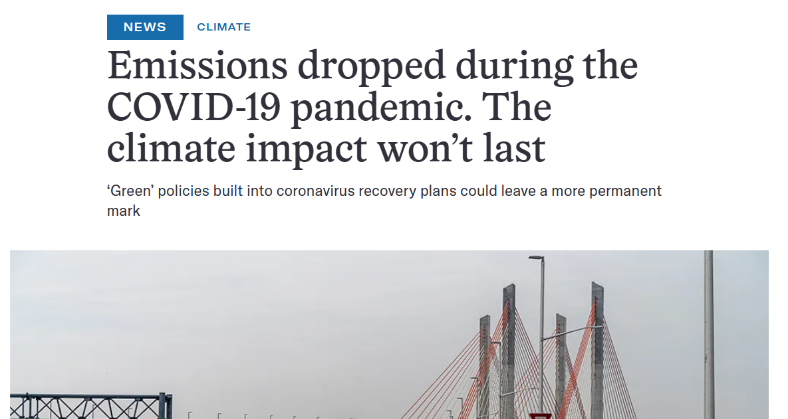 NEWS CLIMATE
Emissions dropped during the
COVID-19 pandemic. The
climate impact won’t last
‘Green’ policies built into coronavirus recovery plans could leave a more permanent
mark